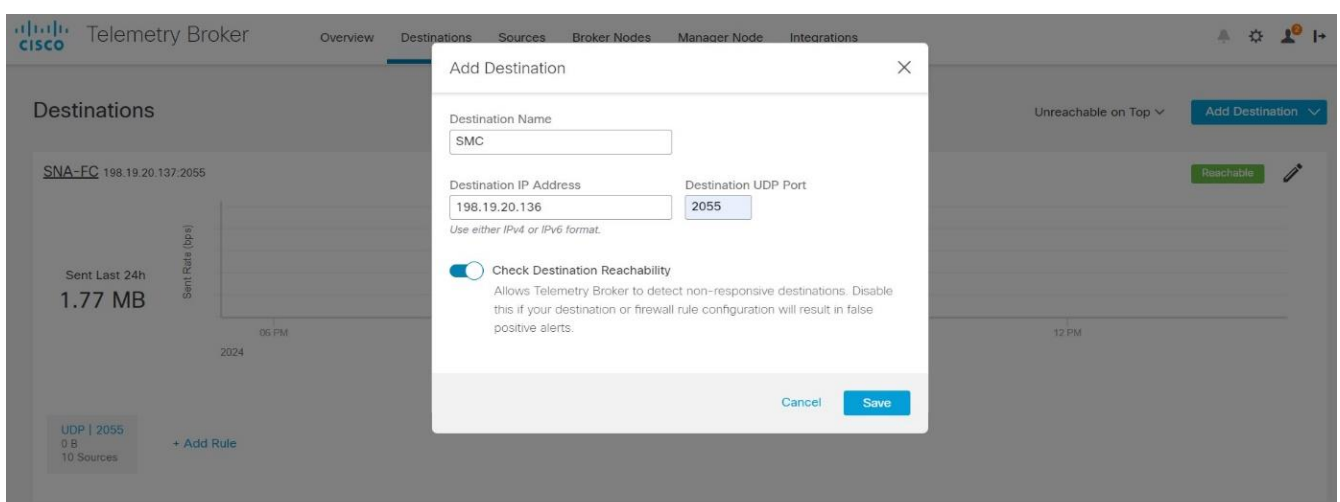 CISCO
Telemetry Broker
Overview Destinations Sources Broker Nodes Manager Node Integrations
2
Add Destination
Destinations
Unreachable on Top
Add Destination
Destination Name
SMC
SNA-FC 198.19.20.137:2055
Reachable
Destination IP Address
Destination UDP Port
198.19.20.136
2055
Use either IPv4 or IPv6 format.
Sent Rate (bps)
Sent Last 24h
1.77 MB
Check Destination Reachability
Allows Telemetry Broker to detect non-responsive destinations. Disable
this if your destination or firewall rule configuration will result in false
positive alerts.
06 PM
12 PM
2024
Cancel
Save
UDP | 2055
0 B
10 Sources
+ Add Rule